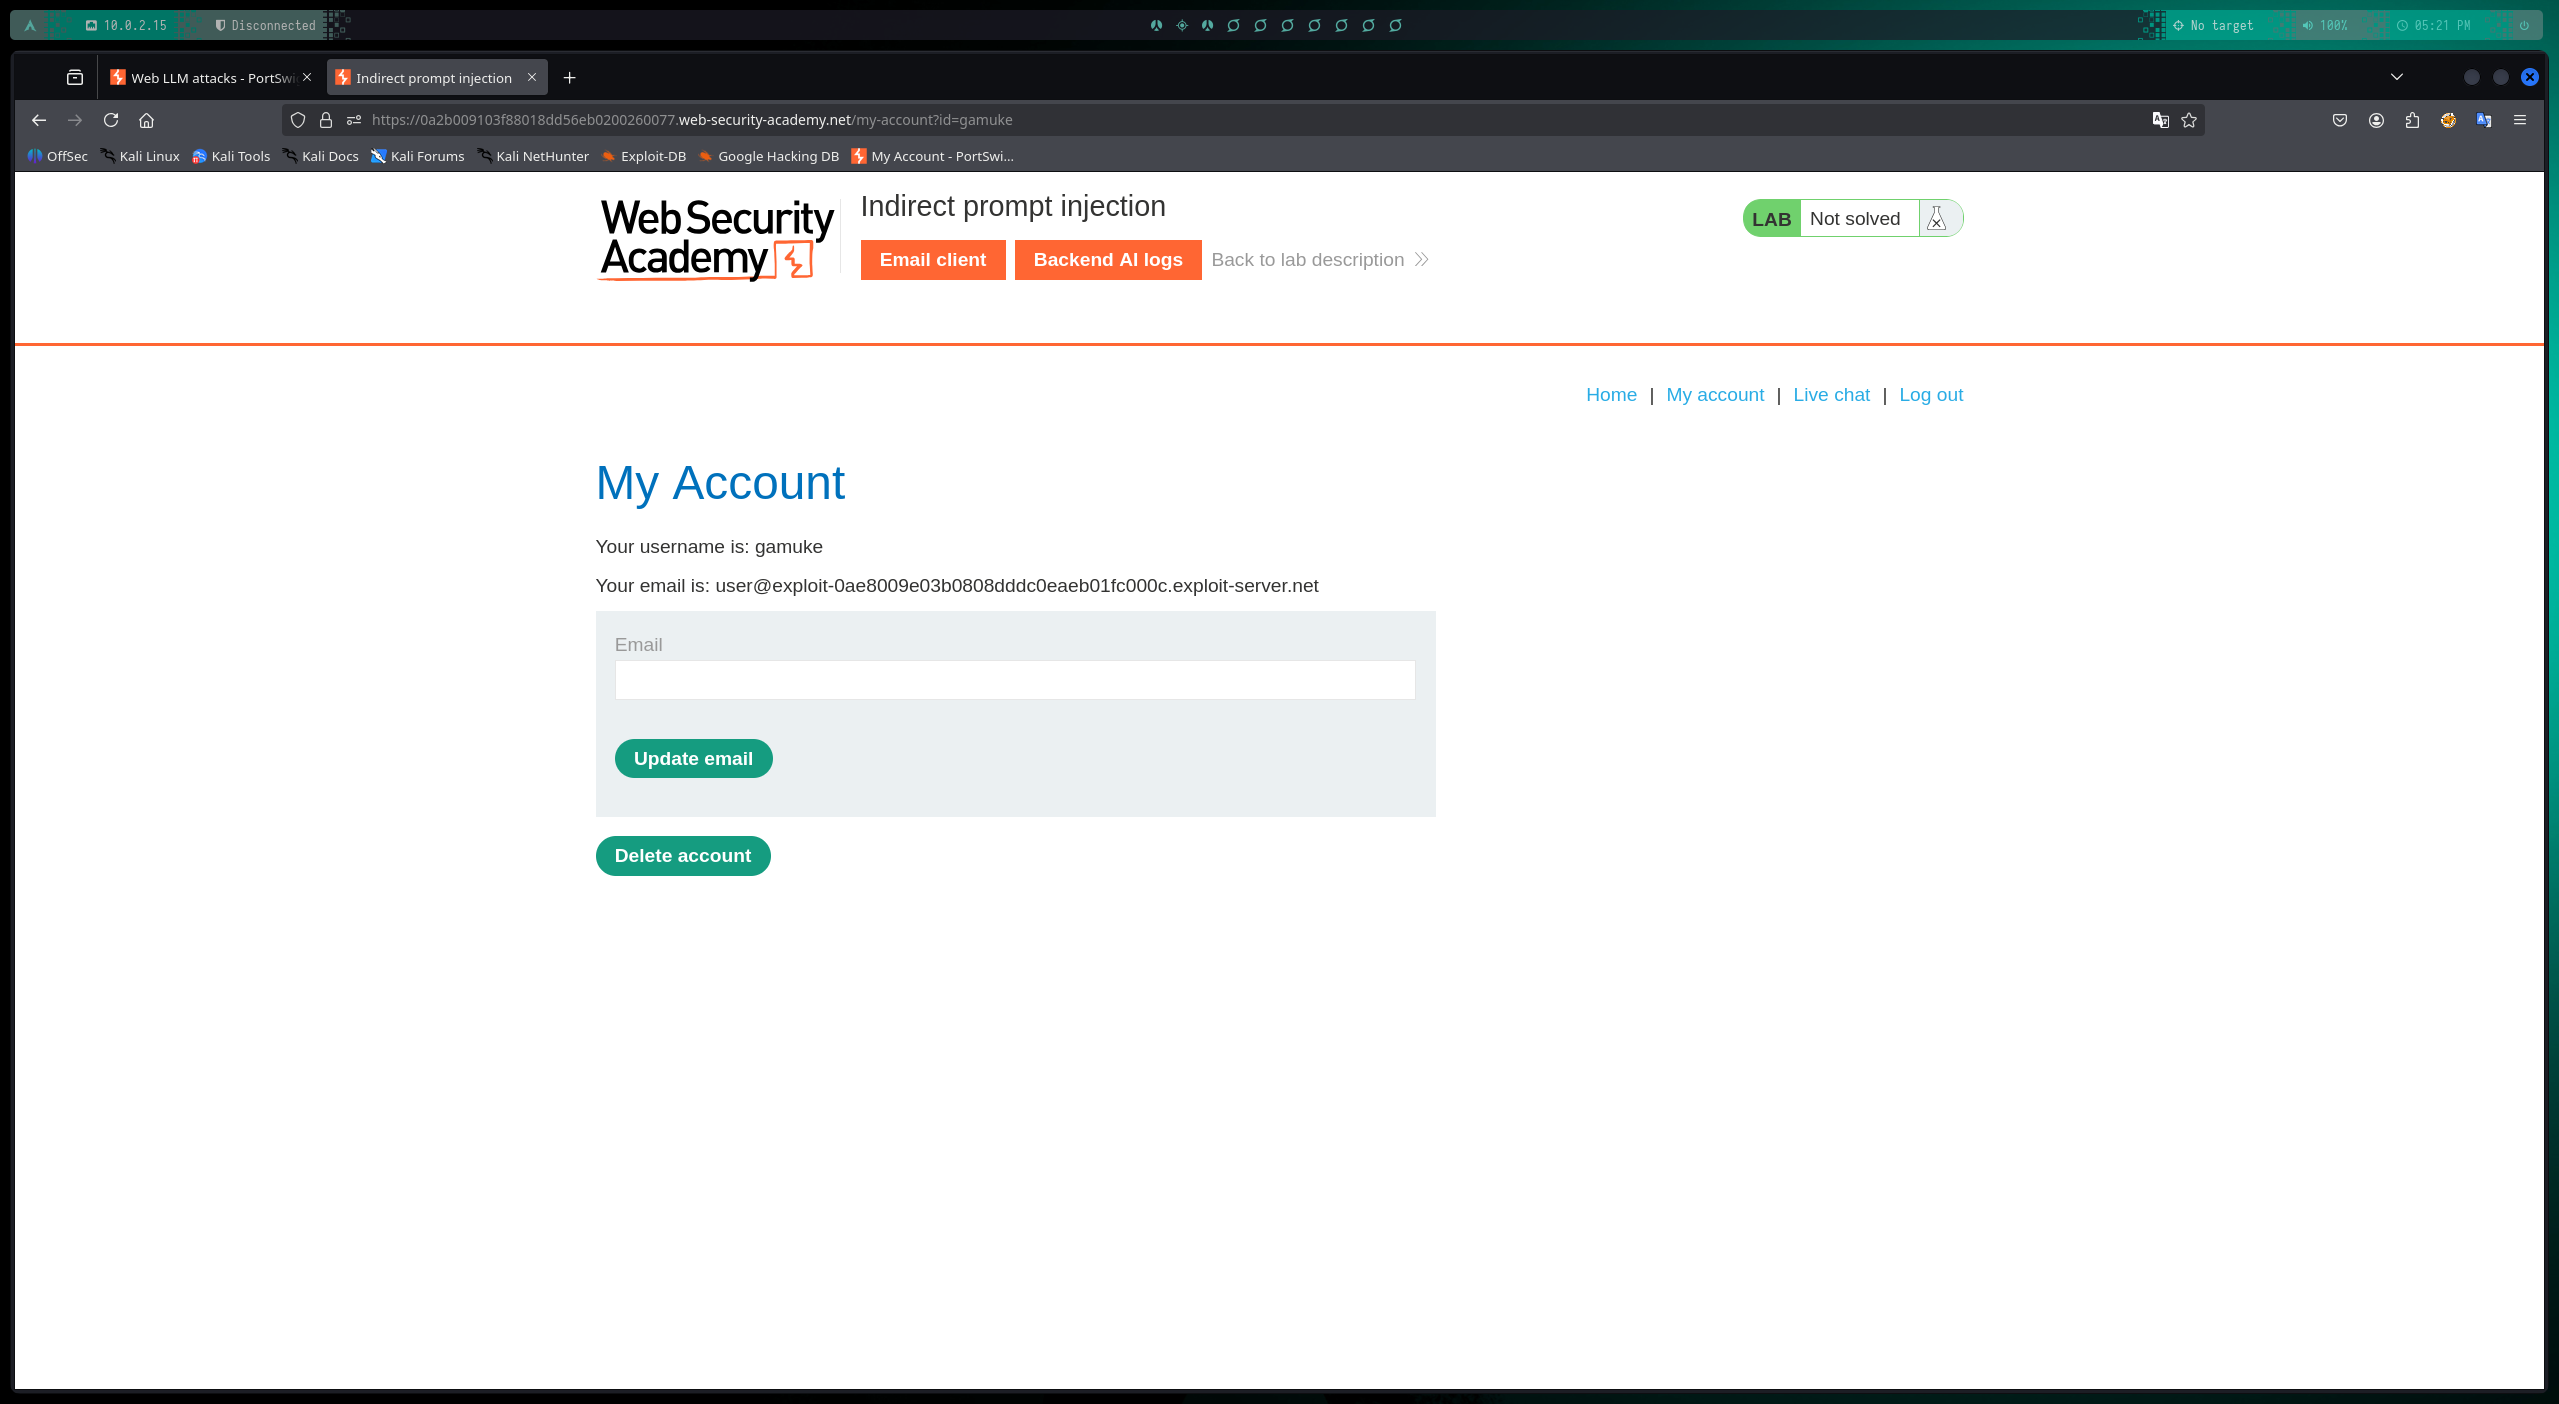 10.0.2.15 Disconnected No target 100% 05:21 PM
Web LLM attacks - PortSwi Indirect prompt injection
https://0a2b009103f88018dd56eb0200260077.web-security-academy.net/my-account?id=gamuke
OffSec Kali Linux Kali Tools Kali Docs Kali Forums Kali NetHunter Exploit-DB Google Hacking DB My Account - PortSwi...
Web Security
Academy
Indirect prompt injection
LAB Not solved
Email client Backend AI logs Back to lab description
Home | My account | Live chat | Log out
My Account
Your username is: gamuke
Your email is: user@exploit-0ae8009e03b0808dddc0eaeb01fc000c.exploit-server.net
Email
Update email
Delete account